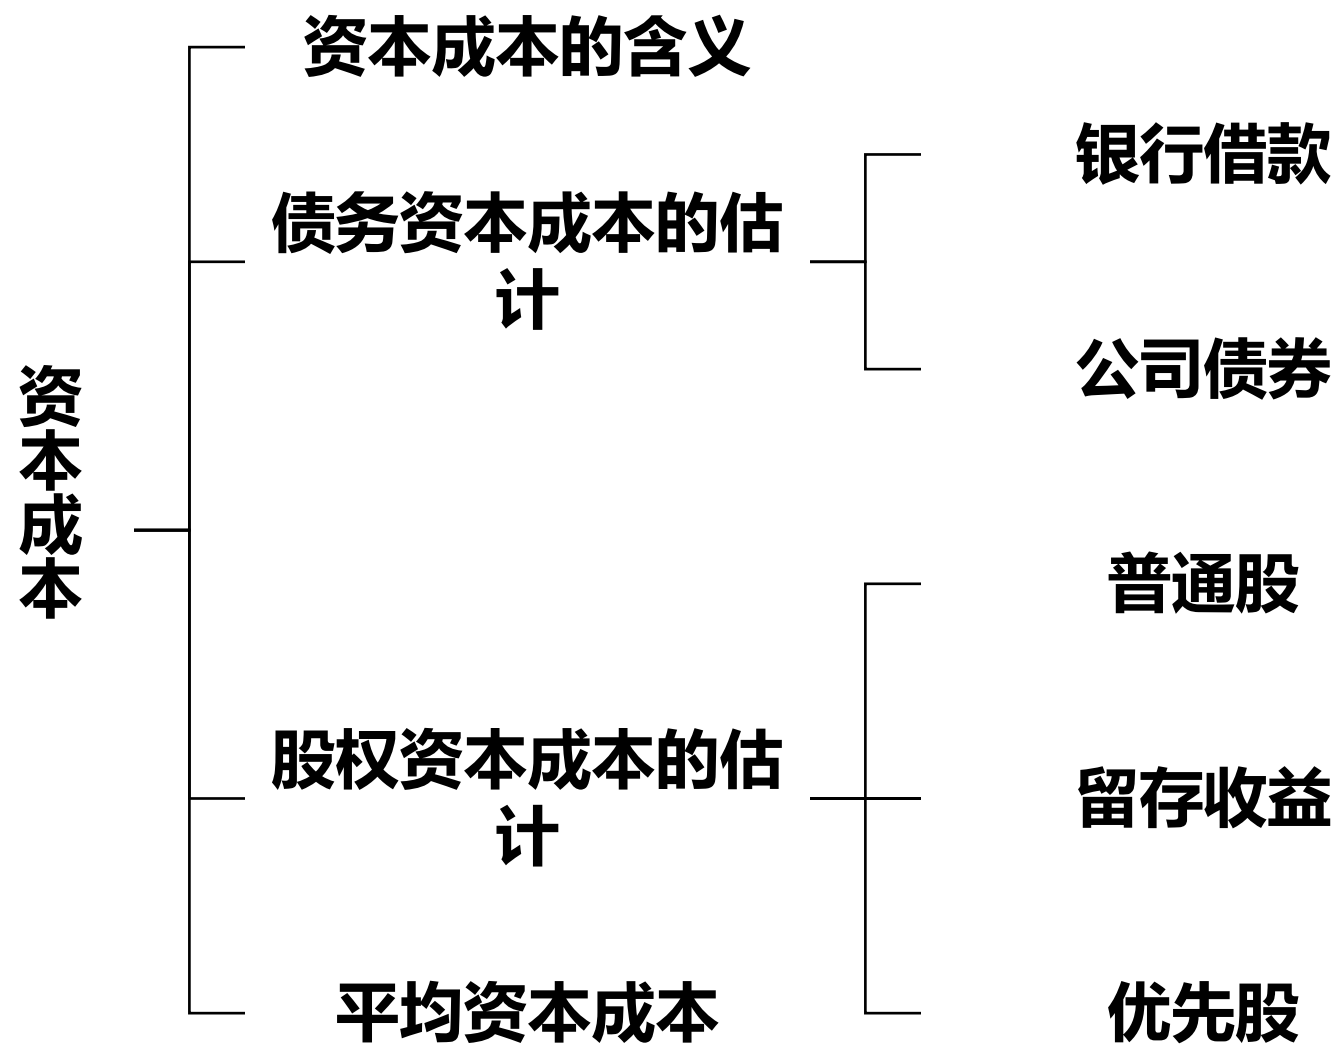 资本成本
资本成本的含义
债务资本成本的估
计
银行借款
公司债券
股权资本成本的估
计
普通股
留存收益
优先股
平均资本成本